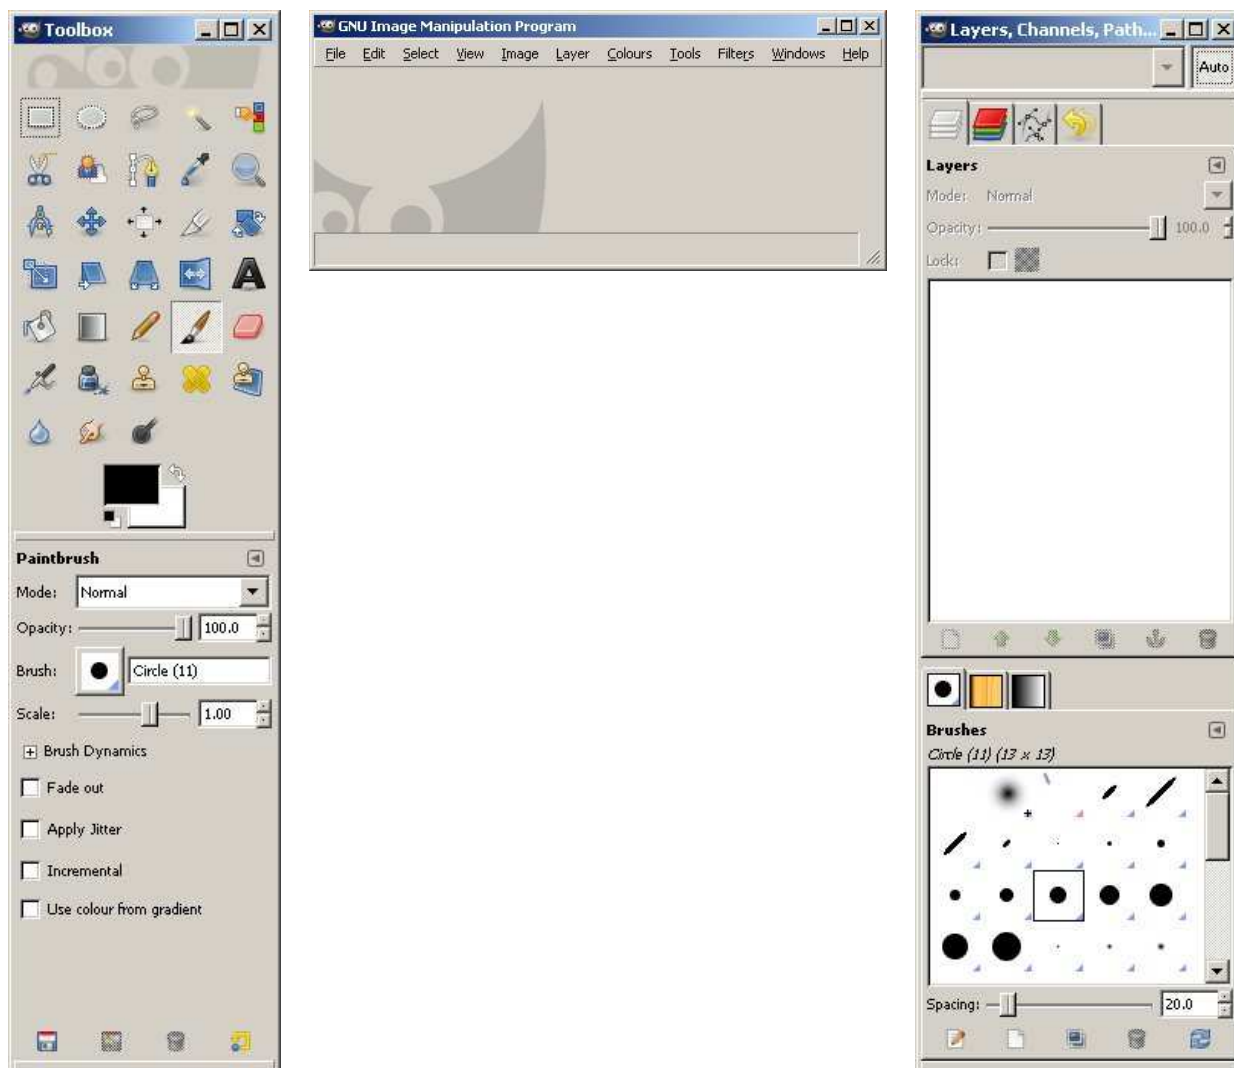 Toolbox
Paintbrush
Mode: Normal
Opacity: 100.0
Brush: Circle (11)
Scale: 1.00
Brush Dynamics
Fade out
Apply Jitter
Incremental
Use colour from gradient
GNU Image Manipulation Program
File Edit Select View Image Layer Colours Tools Filters Windows Help
Layers, Channels, Path...
Auto
Layers
Mode: Normal
Opacity: 100.0
Lock:
Brushes
Circle (11) (13 x 13)
Spacing: 20.0